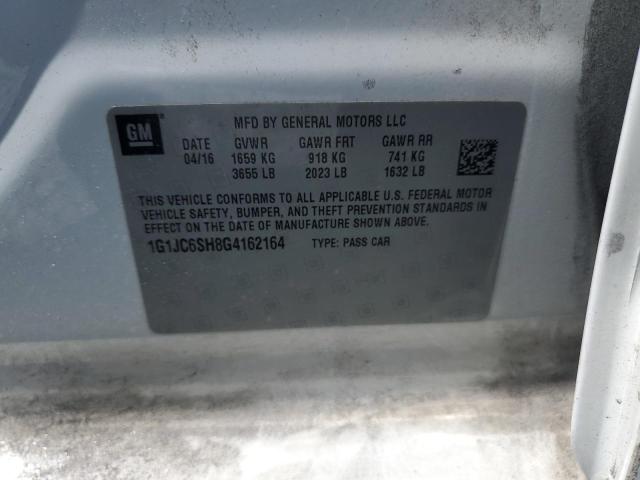 GM
MFD BY GENERAL MOTORS LLC
DATE GVWR GAWR FRT GAWR RR
04/16 1659 KG 918 KG 741 KG
3655 LB 2023 LB 1632 LB
THIS VEHICLE CONFORMS TO ALL APPLICABLE U.S. FEDERAL MOTOR
VEHICLE SAFETY, BUMPER, AND THEFT PREVENTION STANDARDS IN
EFFECT ON THE DATE OF MANUFACTURE SHOWN ABOVE.
1G1JC6SH8G4162164 TYPE: PASS CAR